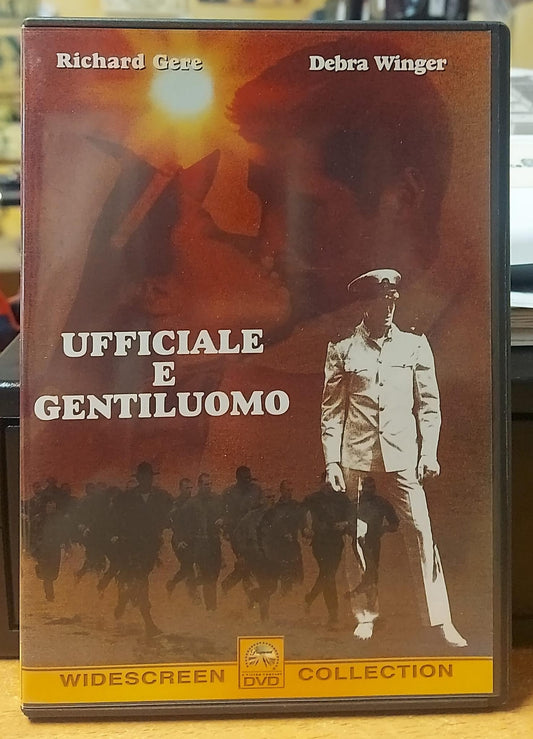 Richard Gere Debra Winger
UFFICIALE
E
GENTILUOMO
WIDESCREEN DVD COLLECTION